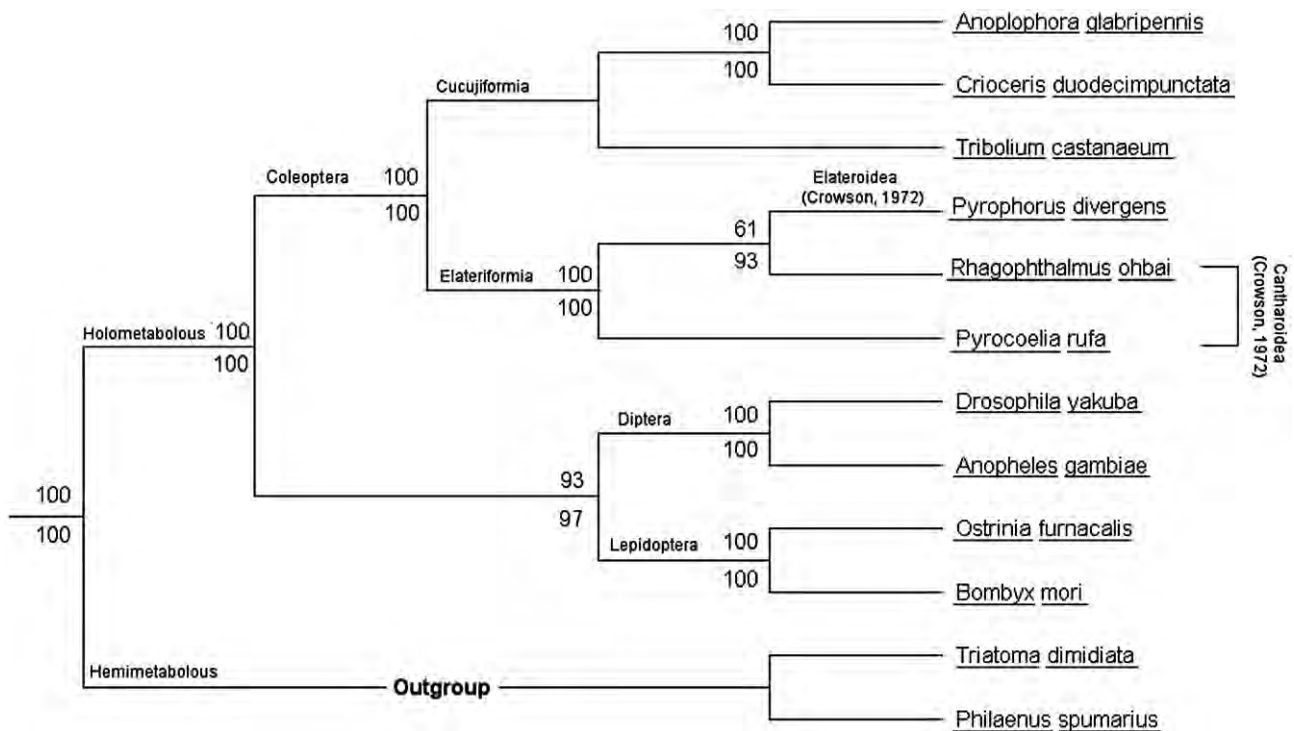 100
100
Anoplophora glabripennis
Crioceris duodecimpunctata
Cucujiformia
Tribolium castanaeum
Coleoptera
100
100
Elateroidea
(Crowson, 1972)
Pyrophorus divergens
61
93
Rhagophthalmus ohbai
Elateriformia
100
100
Pyrocoelia rufa
Cantharoidea
(Crowson, 1972)
Holometabolous
100
100
Drosophila yakuba
Diptera
100
100
Anopheles gambiae
93
97
Ostrinia furnacalis
Lepidoptera
100
100
Bombyx mori
100
100
Triatoma dimidiata
Hemimetabolous
Outgroup
Philaenus spumarius